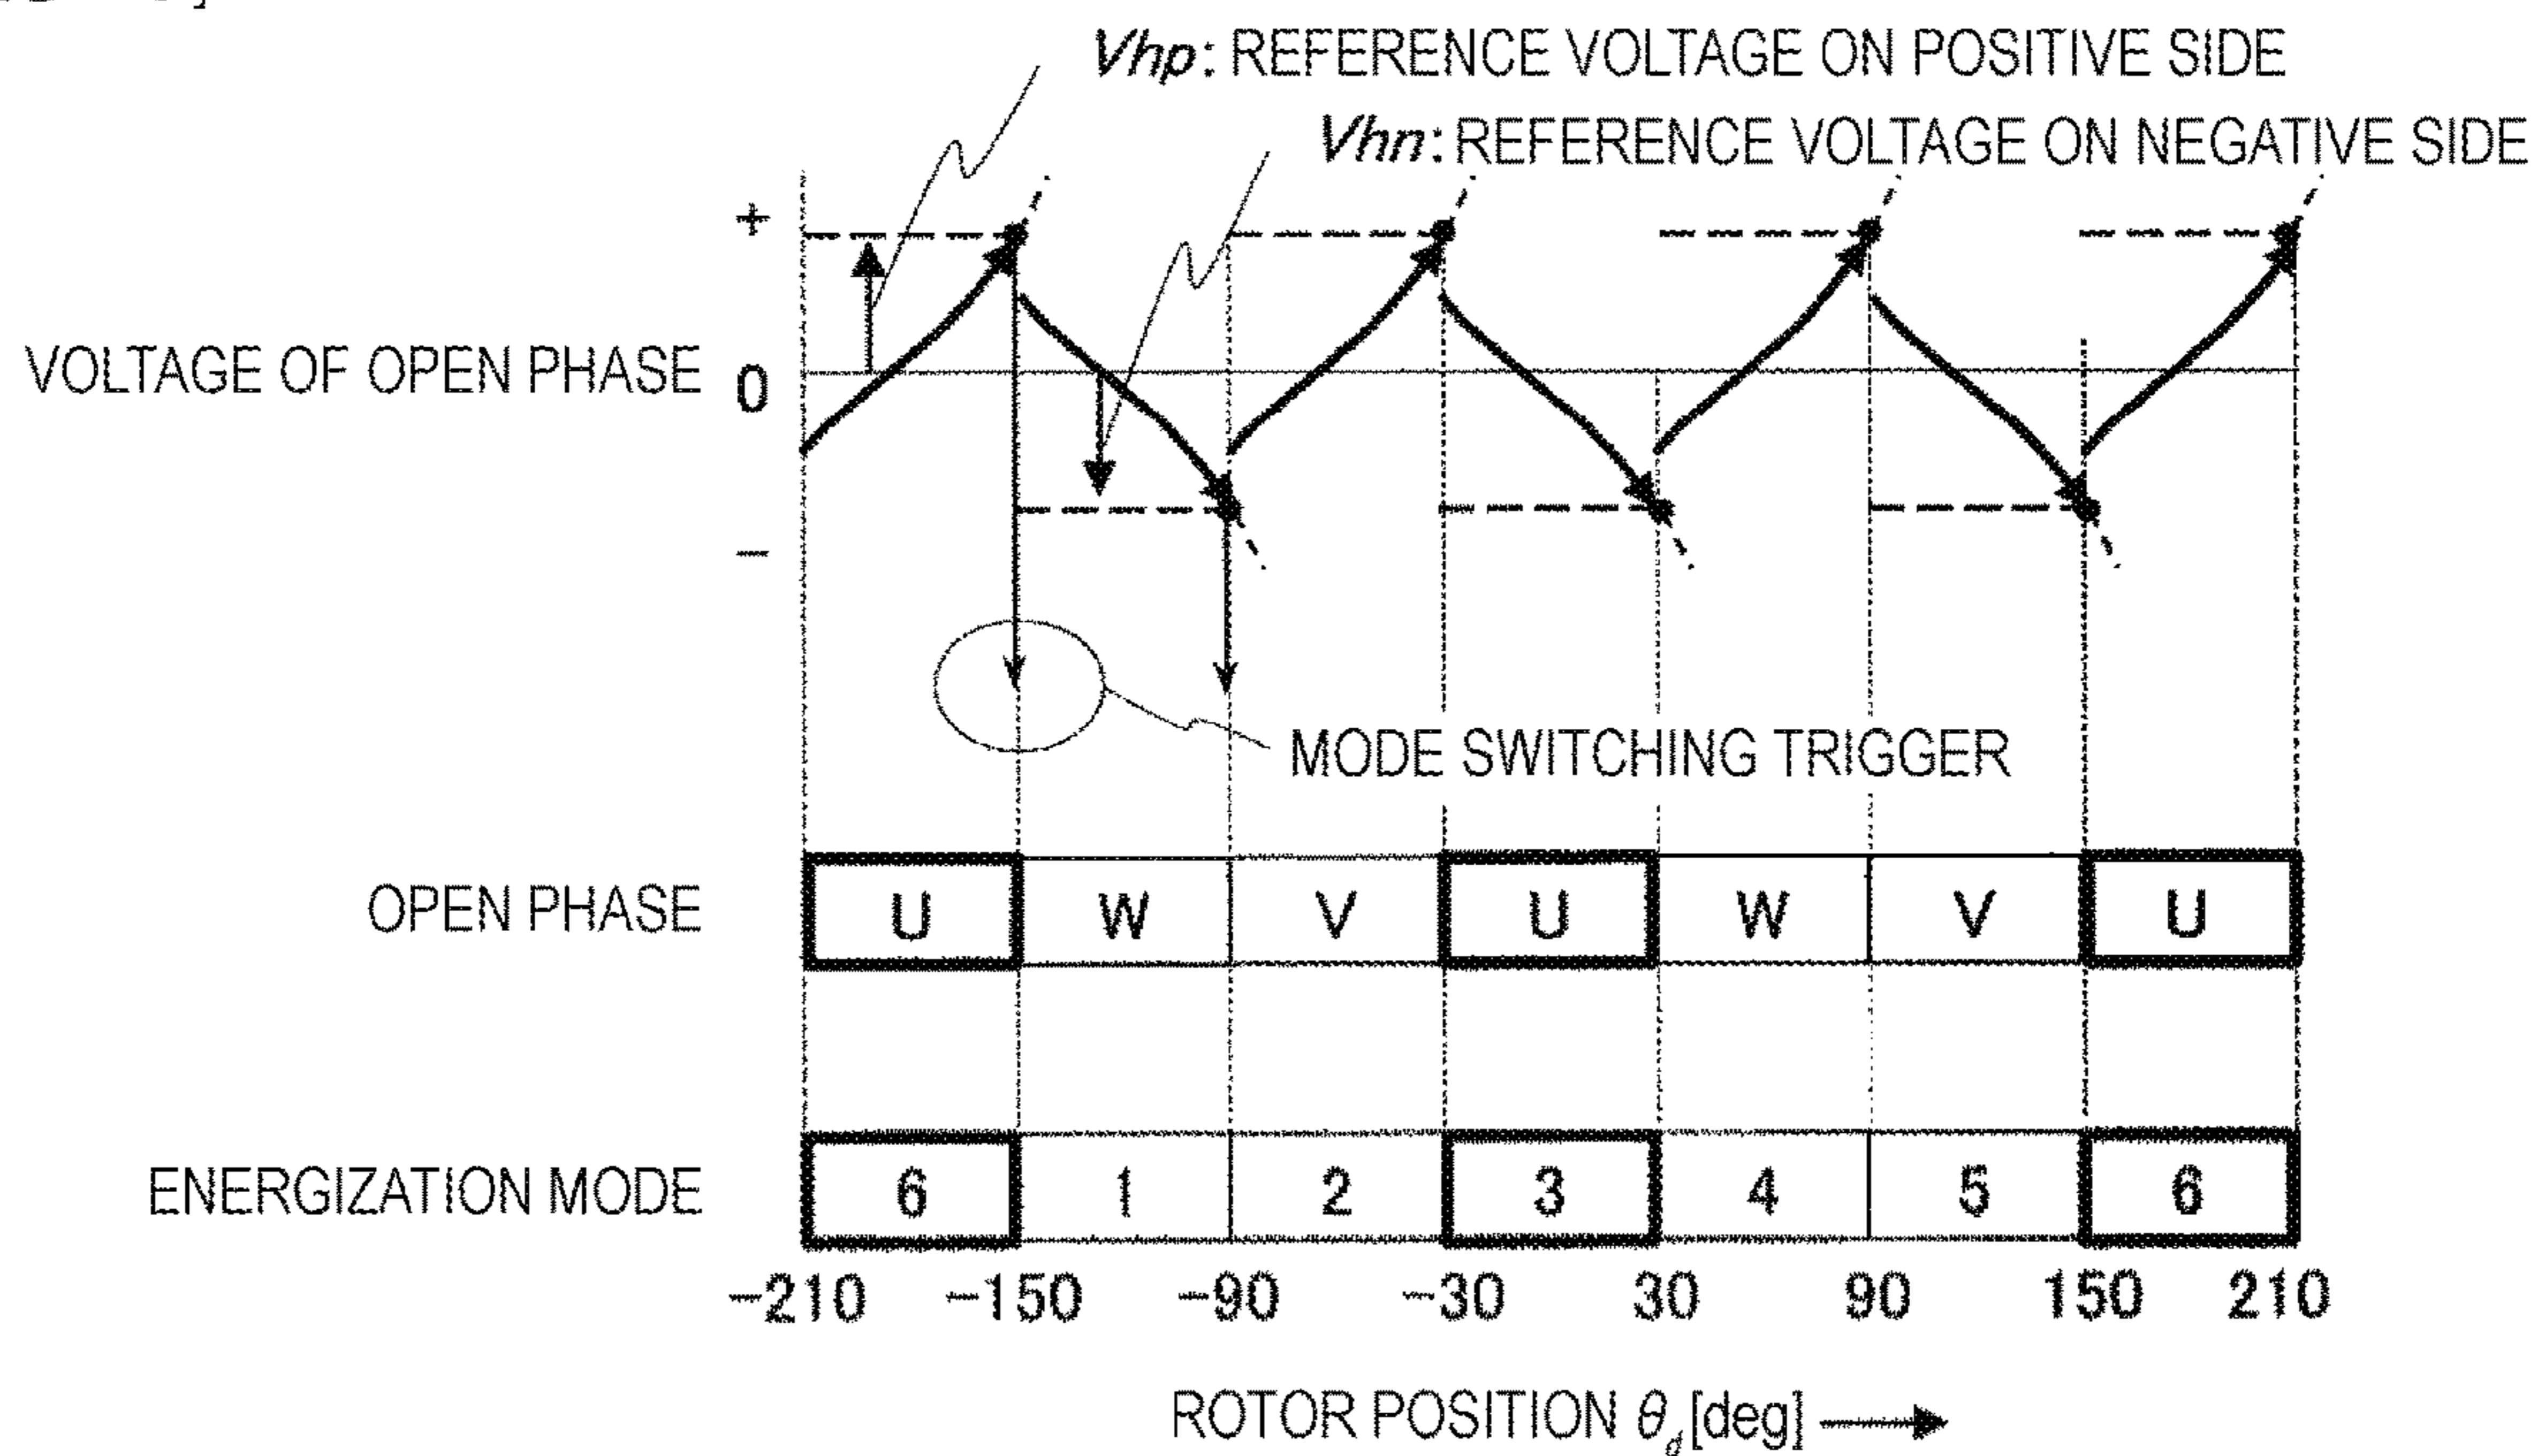 Vhp: REFERENCE VOLTAGE ON POSITIVE SIDE
Vhn: REFERENCE VOLTAGE ON NEGATIVE SIDE
+
VOLTAGE OF OPEN PHASE 0
−
MODE SWITCHING TRIGGER
OPEN PHASE U W V U W V U
ENERGIZATION MODE 6 1 2 3 4 5 6
−210 −150 −90 −30 30 90 150 210
ROTOR POSITION θd [deg]